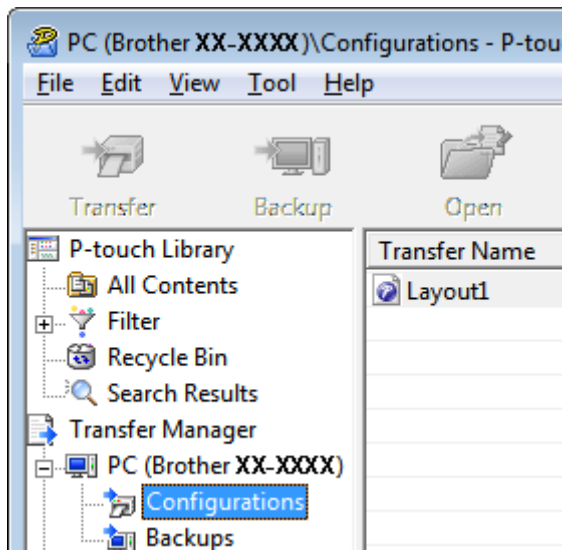 PC (Brother XX-XXXX)\Configurations - P-tou
File Edit View Tool Help
Transfer Backup Open
P-touch Library
All Contents
Filter
Recycle Bin
Search Results
Transfer Manager
PC (Brother XX-XXXX)
Configurations
Backups
Transfer Name
Layout1